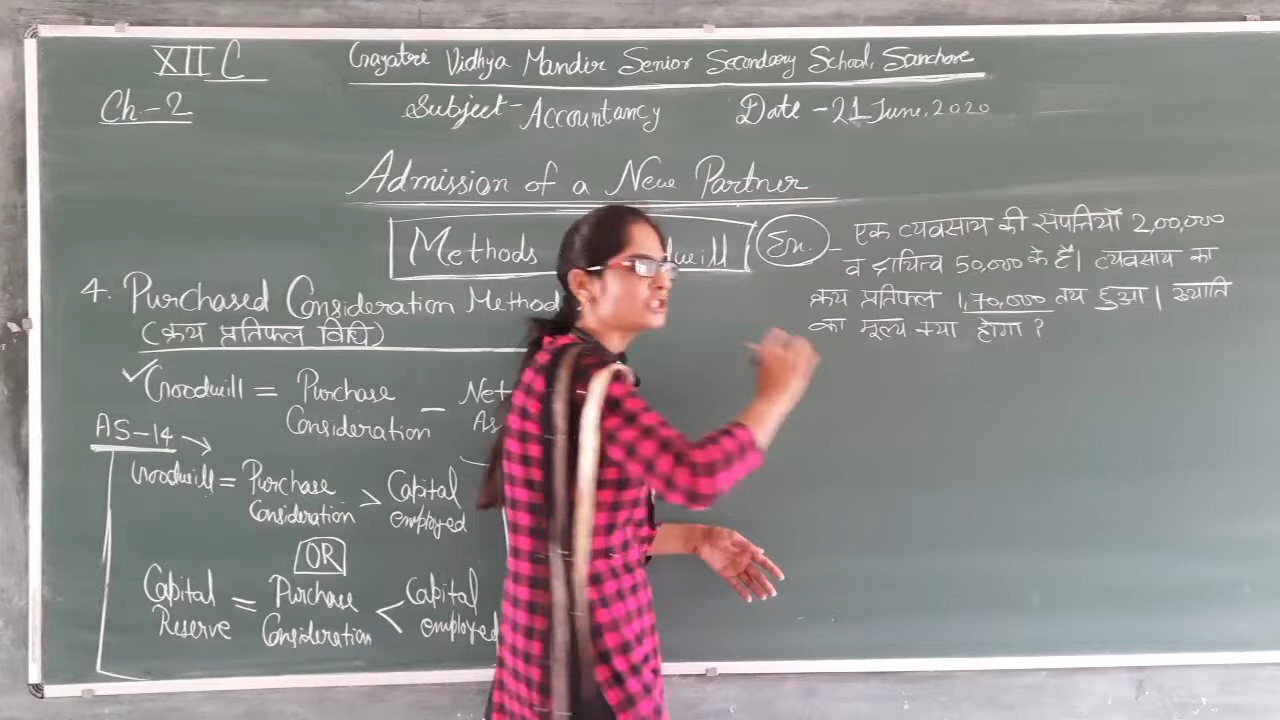 XII C
Gayatri Vidhya Mandir Senior Secondary School, Sanchore
Ch-2
Subject-Accountancy
Date - 21 June, 2020
Admission of a New Partner
Methods
4. Purchased Consideration Method
(क्रय प्रतिफल विधि)
✓ Goodwill = Purchase Consideration - Net
AS-14 →
Goodwill = Purchase Consideration > Capital employed
OR
Capital Reserve = Purchase Consideration < Capital employed
Ex. - एक व्यवसाय की संपत्तियाँ 2,00,000
व दायित्व 50,000 के हैं। व्यवसाय का
क्रय प्रतिफल 1,70,000 तय हुआ। ख्याति
का मूल्य क्या होगा ?